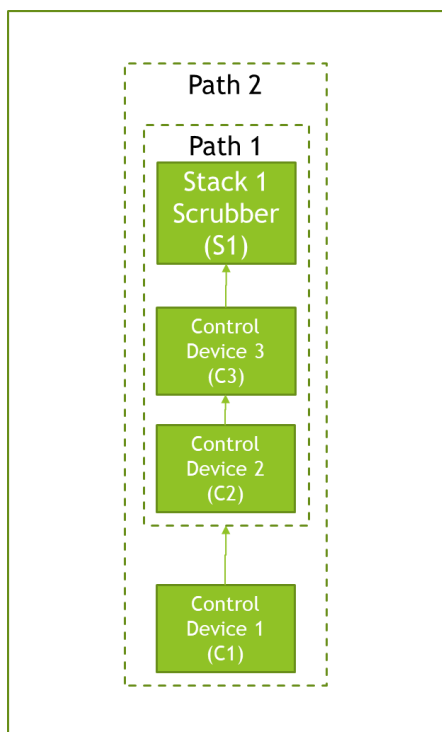 Path 2
Path 1
Stack 1
Scrubber
(S1)
Control
Device 3
(C3)
Control
Device 2
(C2)
Control
Device 1
(C1)